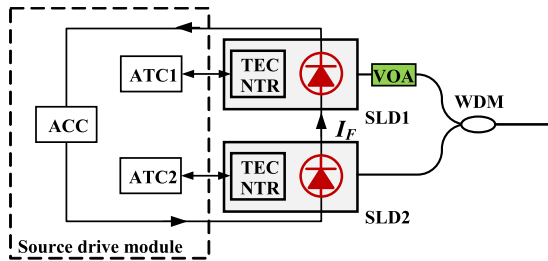 TEC
NTR
ATC1
VOA
WDM
ACC
SLD1
I_F
ATC2
TEC
NTR
SLD2
Source drive module